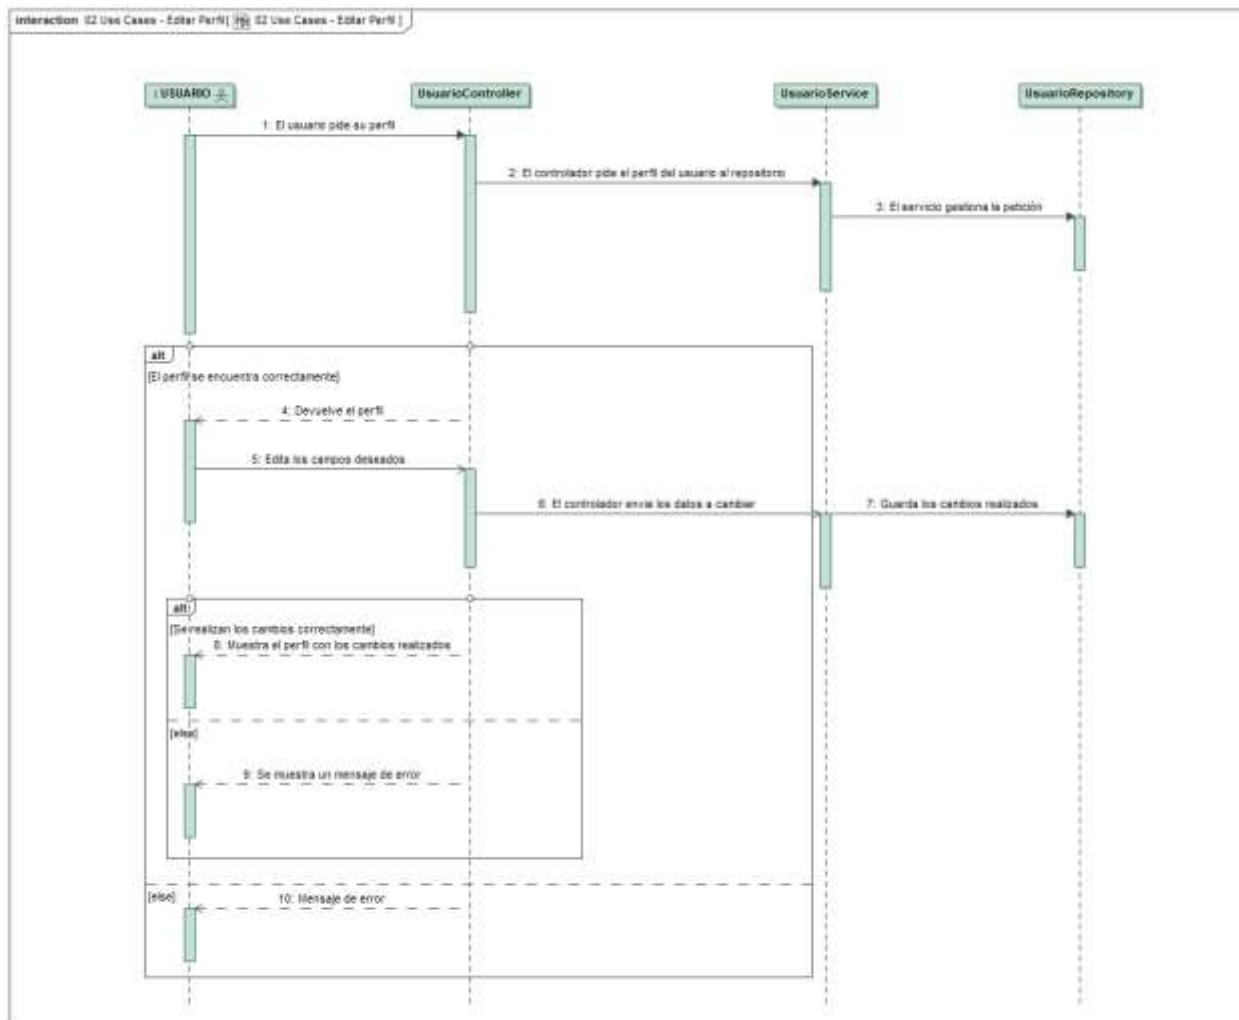 interaction 02 Use Cases - Editar Perfil[ 02 Use Cases - Editar Perfil ]
: USUARIO
UsuarioController
UsuarioService
UsuarioRepository
1: El usuario pide su perfil
2: El controlador pide el perfil del usuario al repositorio
3: El servicio gestiona la petición
alt
[El perfil se encuentra correctamente]
4: Devuelve el perfil
5: Edita los campos deseados
6: El controlador envia los datos a cambiar
7: Guarda los cambios realizados
alt
[Se realizan los cambios correctamente]
8: Muestra el perfil con los cambios realizados
[else]
9: Se muestra un mensaje de error
[else]
10: Mensaje de error